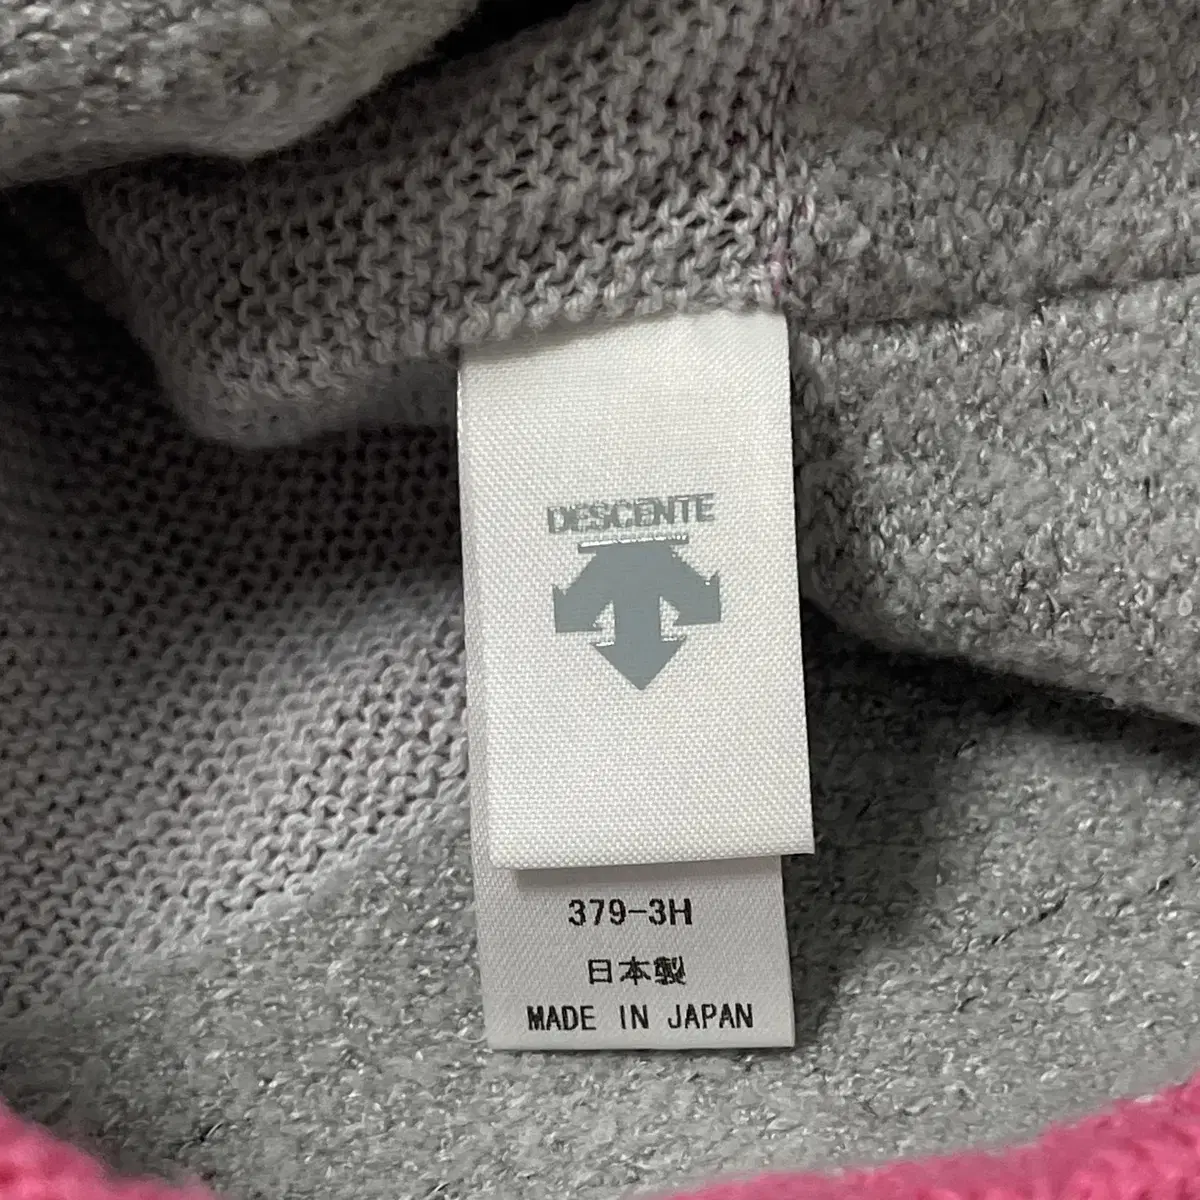 DESCENTE
379-3H
日本製
MADE IN JAPAN